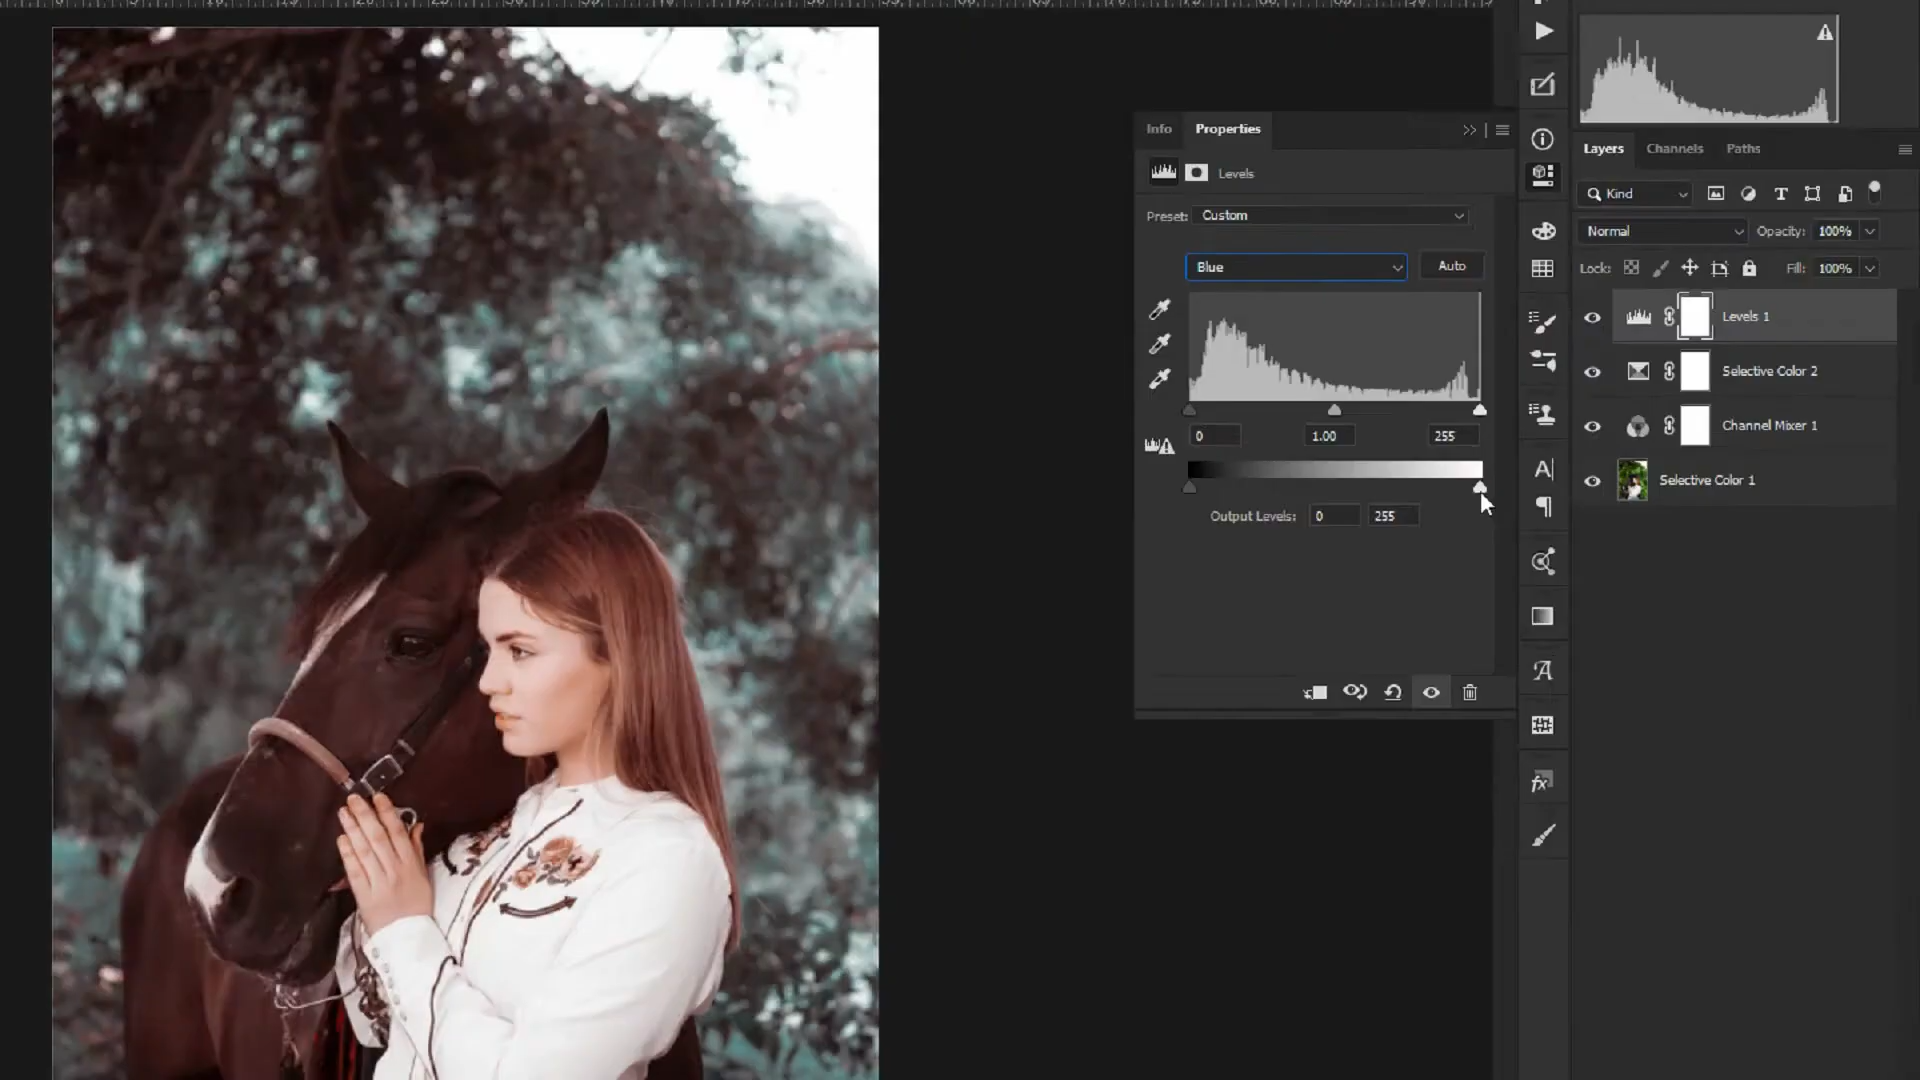 Info
Properties
Levels
Preset:
Custom
Blue
Auto
0
1.00
255
Output Levels:
0
255
Layers
Channels
Paths
Kind
Normal
Opacity:
100%
Lock:
Fill:
100%
Levels 1
Selective Color 2
Channel Mixer 1
Selective Color 1